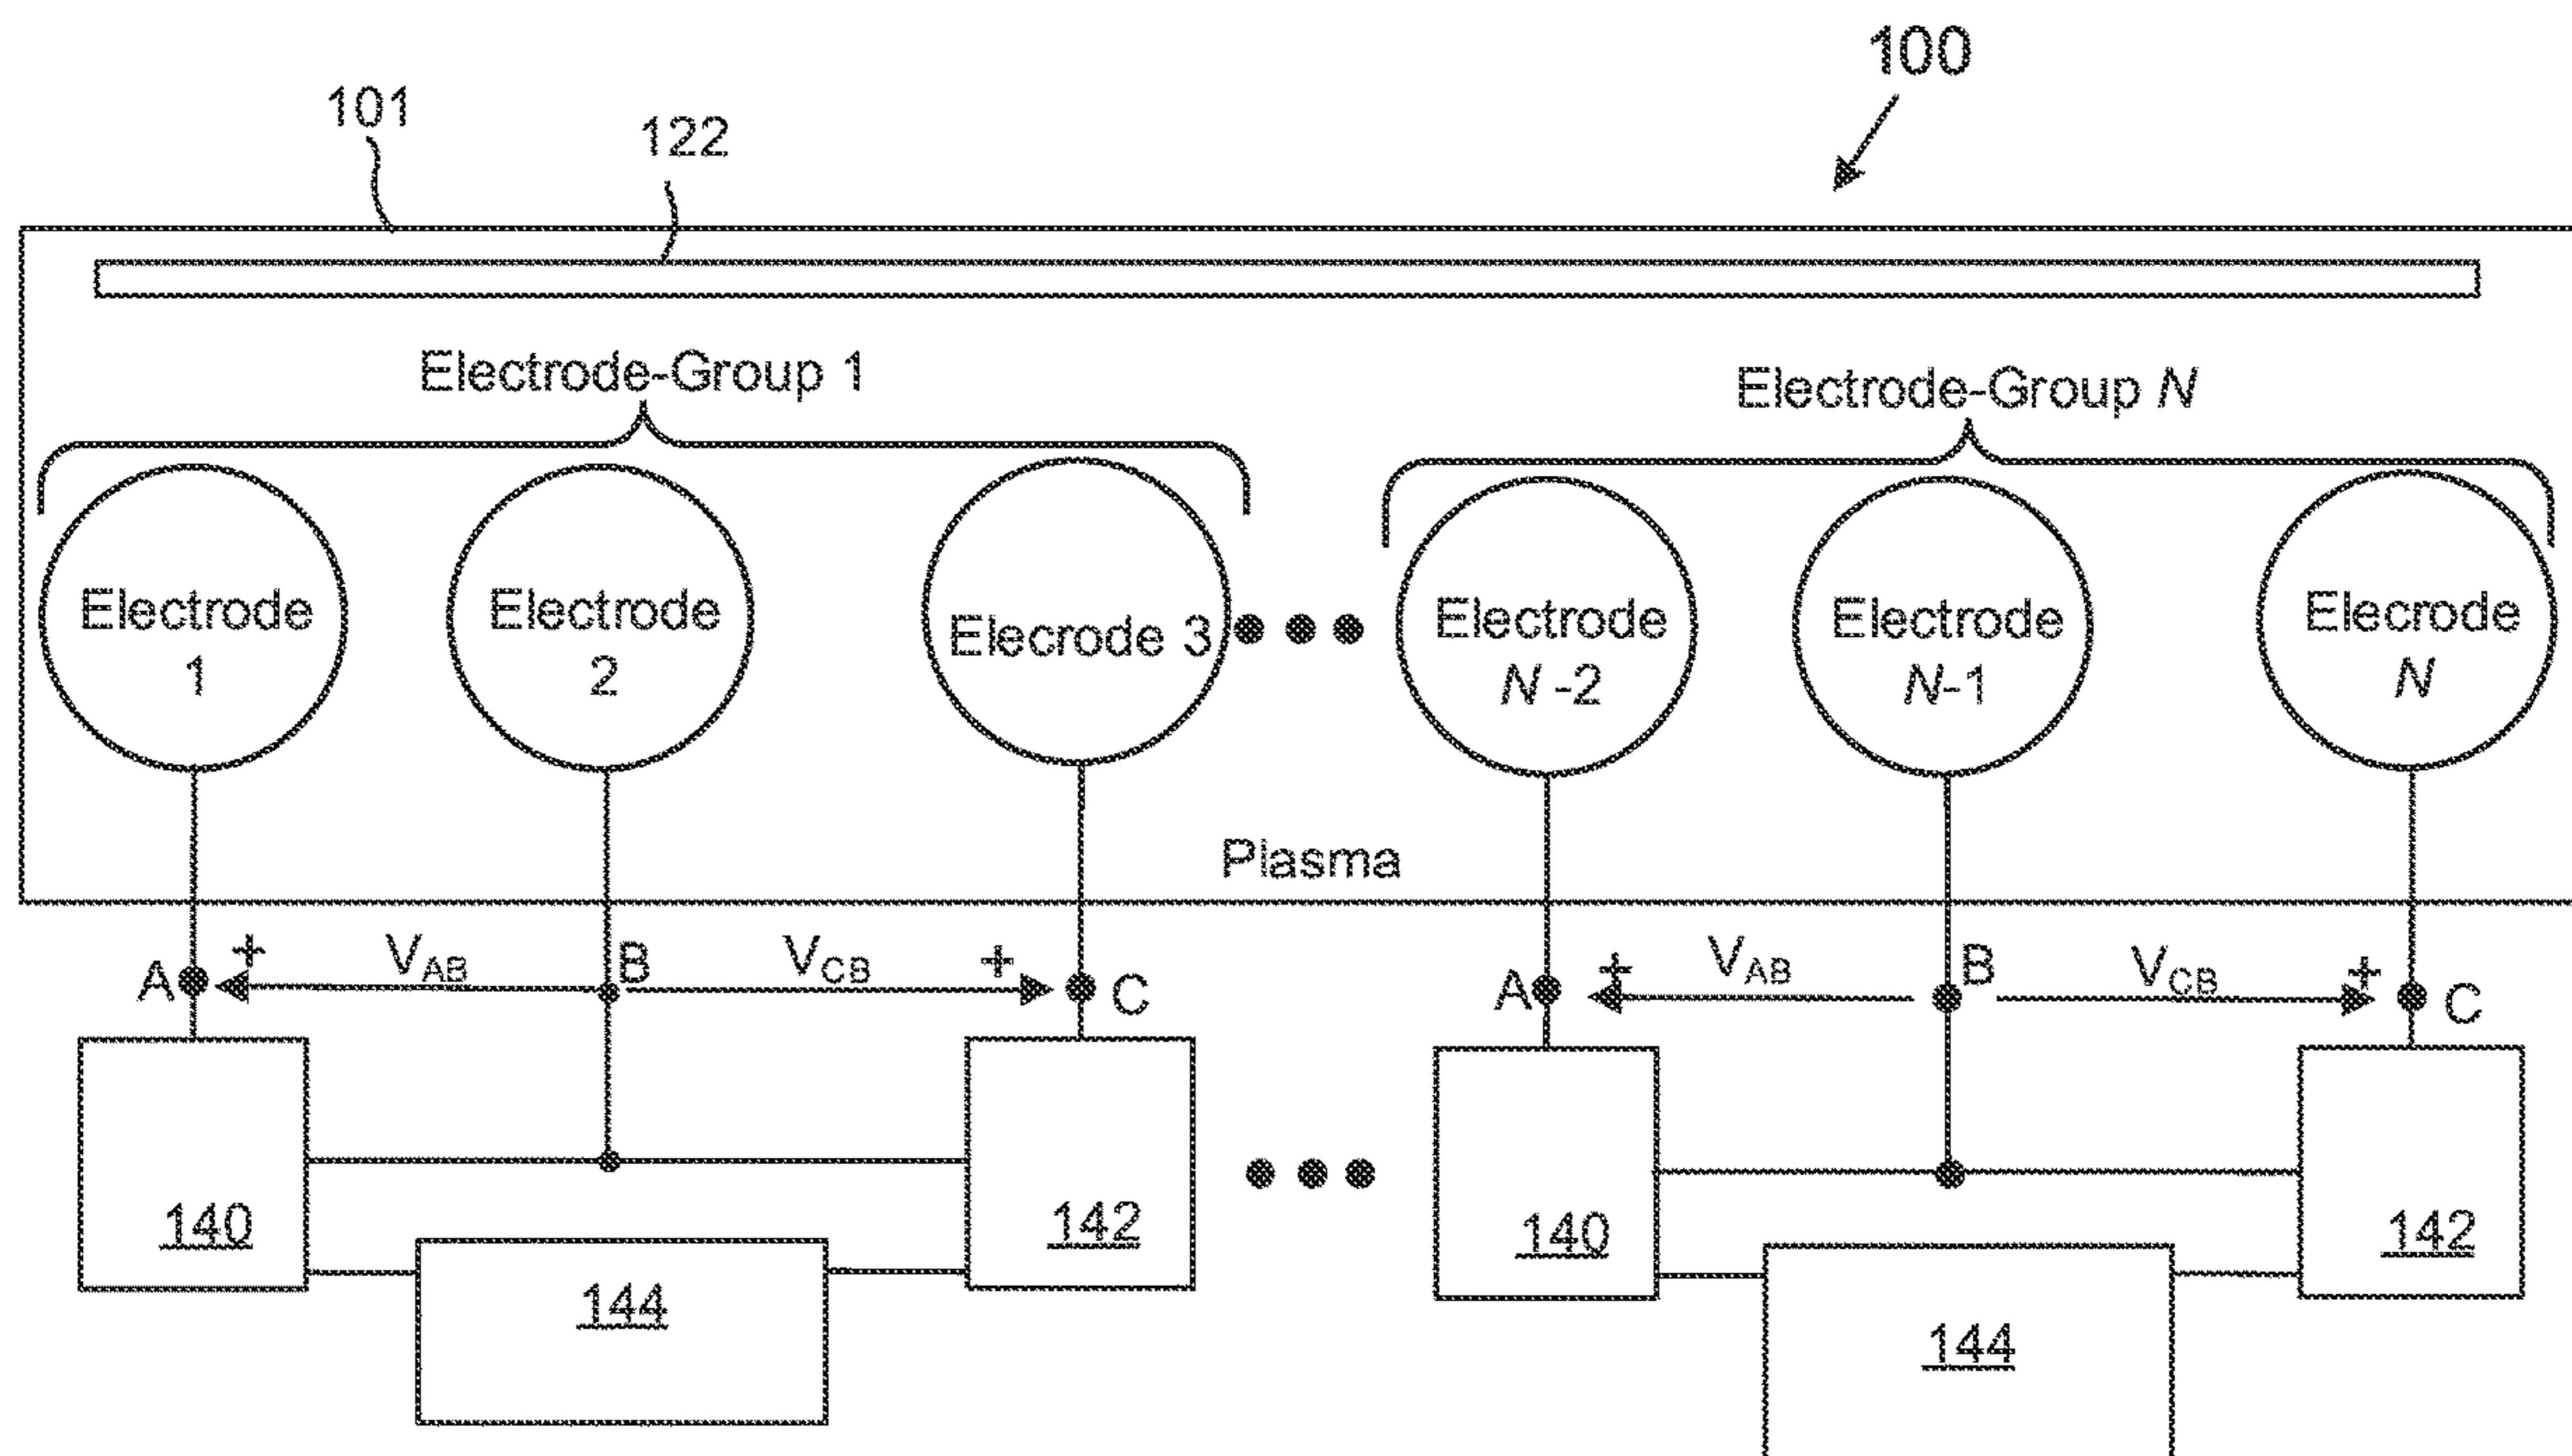 100
101
122
Electrode-Group 1
Electrode-Group N
Electrode
1
Electrode
2
Elecrode 3
Electrode
N -2
Electrode
N-1
Elecrode
N
Plasma
A + VAB B VCB + C
A + VAB B VCB + C
140
142
140
142
144
144